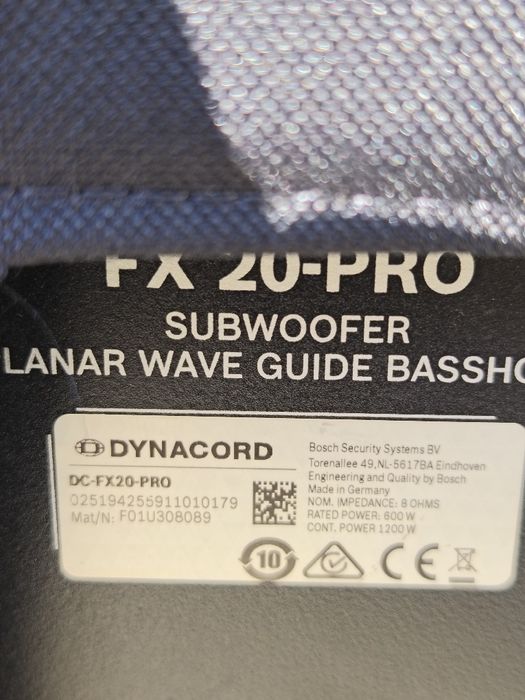 FX 20-PRO
SUBWOOFER
LANAR WAVE GUIDE BASSHO
DYNACORD
DC-FX20-PRO
025194255911010179
Mat/N: F01U308089
Bosch Security Systems BV
Torenallee 49,NL-5617BA Eindhoven
Engineering and Quality by Bosch
Made in Germany
NOM. IMPEDANCE: 8 OHMS
RATED POWER: 600 W
CONT. POWER 1200 W
10
CE